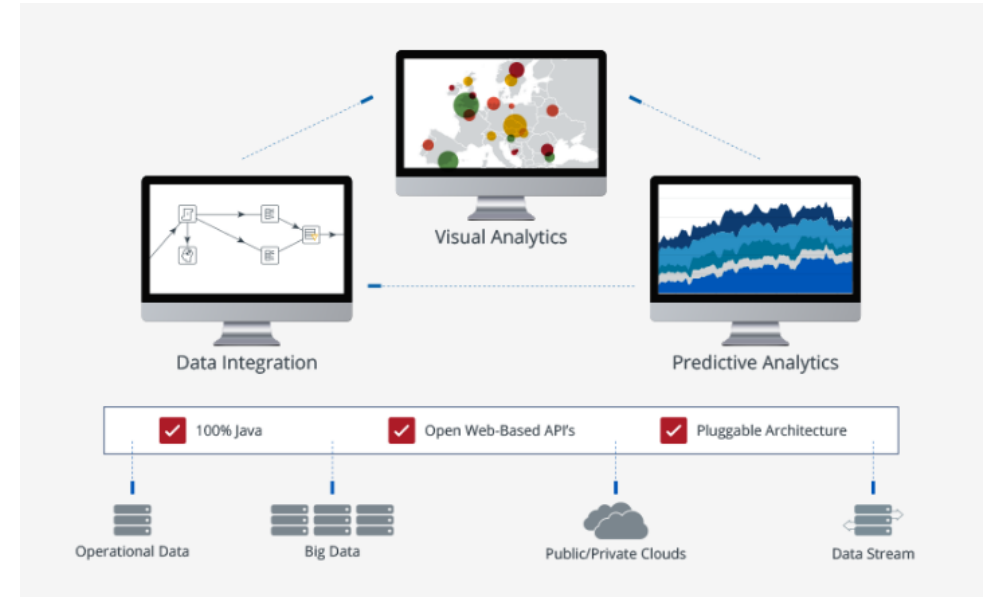 Visual Analytics
Data Integration
Predictive Analytics
100% Java
Open Web-Based API's
Pluggable Architecture
Operational Data
Big Data
Public/Private Clouds
Data Stream